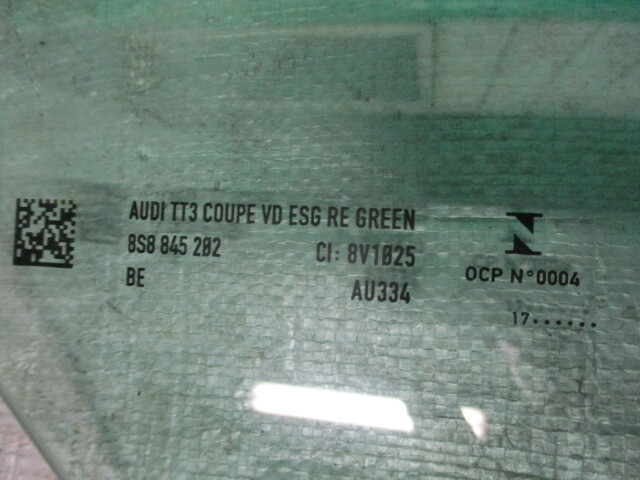 AUDI TT3 COUPE VD ESG RE GREEN
8S8 845 202 CI: 8V1025
BE AU334
N
OCP N°0004
17......